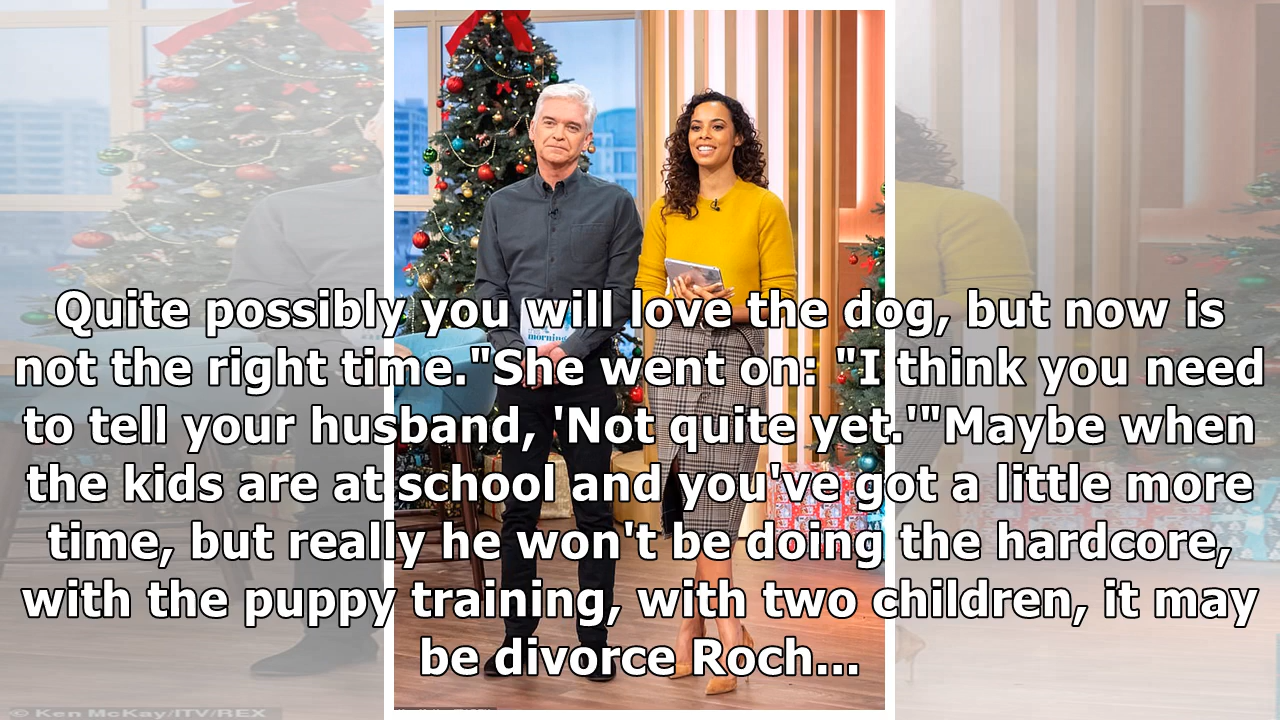 Quite possibly you will love the dog, but now is
not the right time."She went on: "I think you need
to tell your husband, 'Not quite yet.'"Maybe when
the kids are at school and you've got a little more
time, but really he won't be doing the hardcore,
with the puppy training, with two children, it may
be divorce Roch...
morning
© Ken McKay/ITV/REX